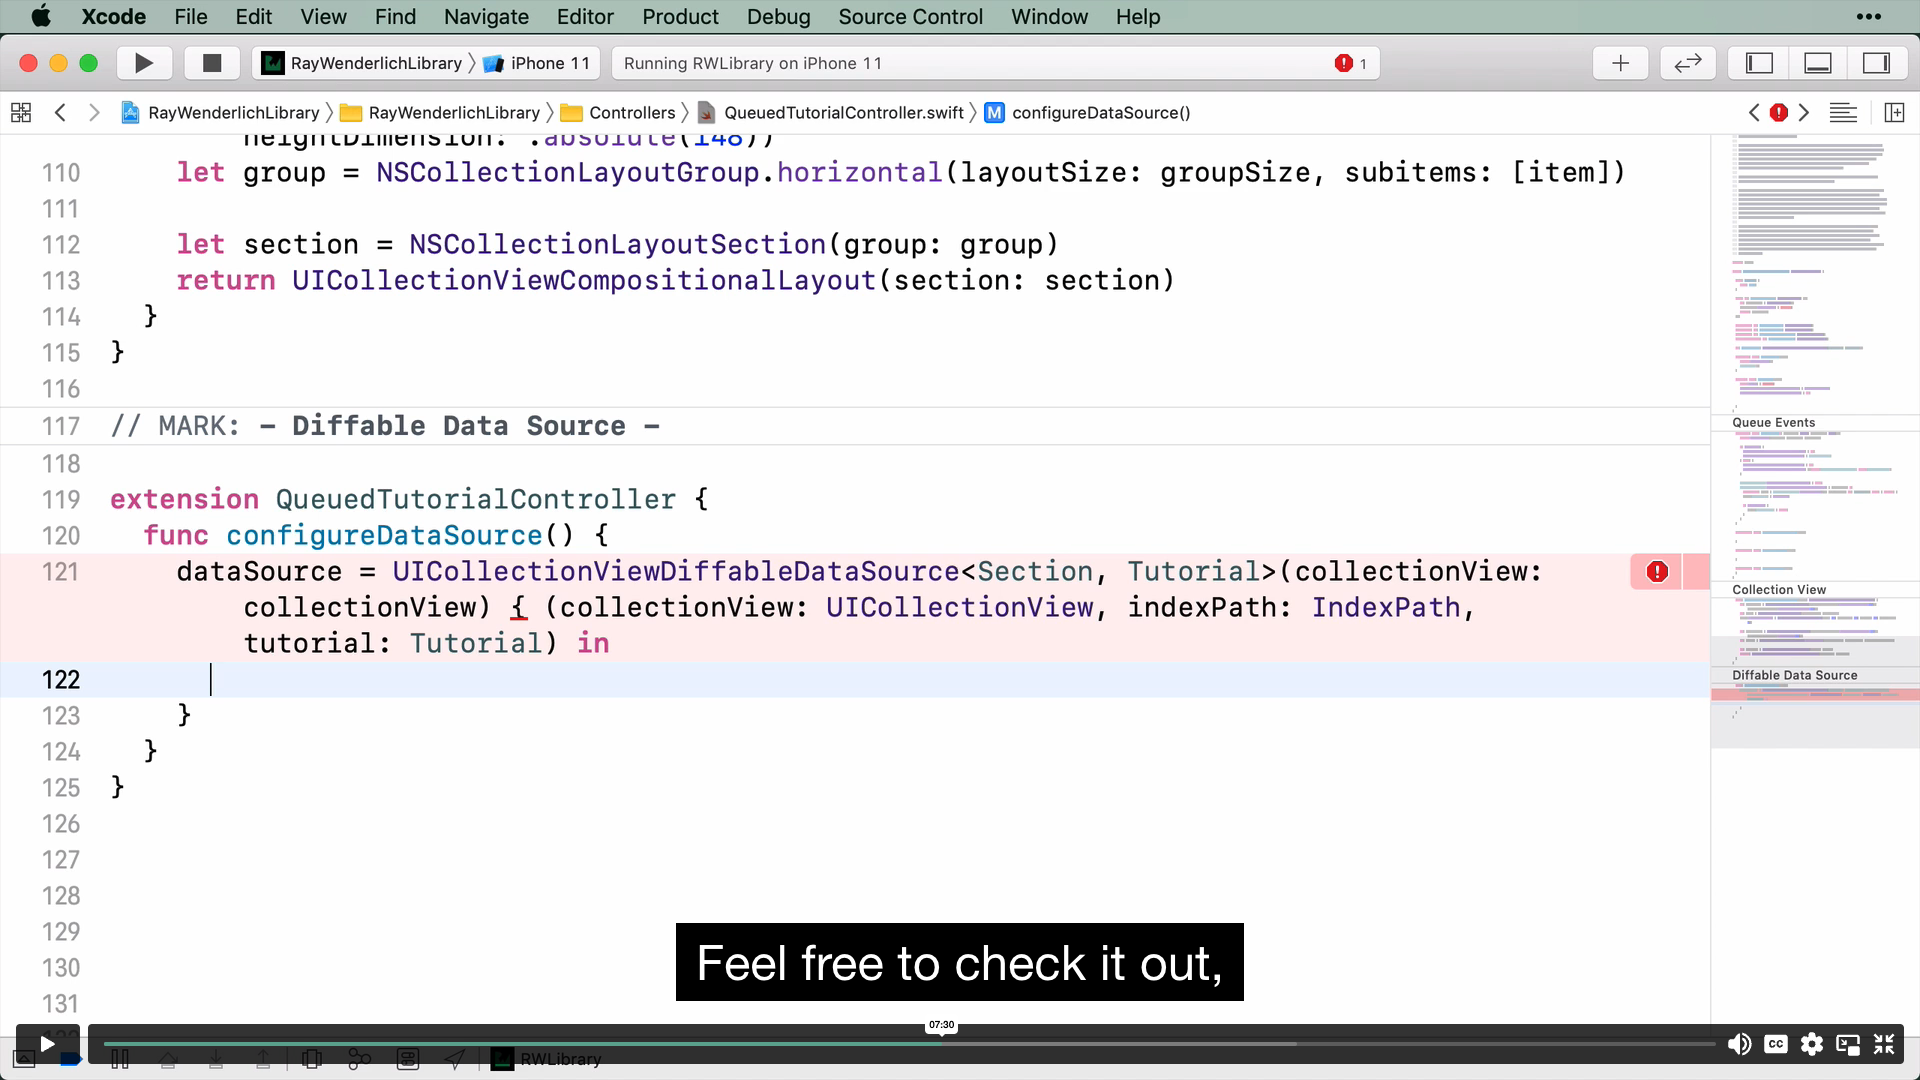 Xcode File Edit View Find Navigate Editor Product Debug Source Control Window Help •••
RayWenderlichLibrary 〉 iPhone 11 Running RWLibrary on iPhone 11 1
RayWenderlichLibrary 〉 RayWenderlichLibrary 〉 Controllers 〉 QueuedTutorialController.swift 〉 M configureDataSource()
heightDimension: .absolute(148))
110 let group = NSCollectionLayoutGroup.horizontal(layoutSize: groupSize, subitems: [item])
111
112 let section = NSCollectionLayoutSection(group: group)
113 return UICollectionViewCompositionalLayout(section: section)
114 }
115 }
116
117 // MARK: - Diffable Data Source -
118
119 extension QueuedTutorialController {
120 func configureDataSource() {
121 dataSource = UICollectionViewDiffableDataSource<Section, Tutorial>(collectionView:
collectionView) { (collectionView: UICollectionView, indexPath: IndexPath,
tutorial: Tutorial) in
122
123 }
124 }
125 }
126
127
128
129
130
131
Queue Events
Collection View
Diffable Data Source
Feel free to check it out,
07:30
CC
RWLibrary